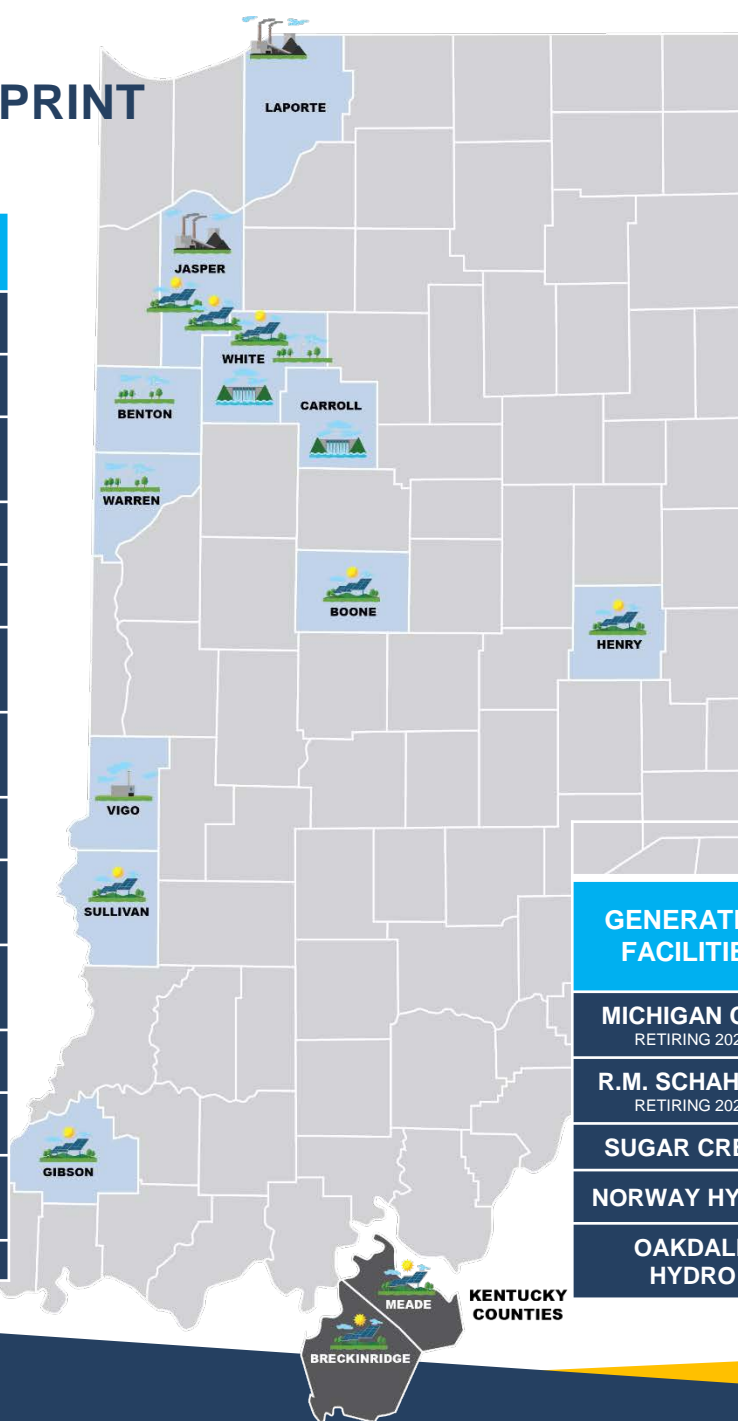 PRINT
LAPORTE
JASPER
WHITE
BENTON
CARROLL
WARREN
BOONE
HENRY
VIGO
SULLIVAN
GIBSON
MEADE
KENTUCKY
COUNTIES
BRECKINRIDGE
GENERATI
FACILITIE
MICHIGAN C
RETIRING 202
R.M. SCHAH
RETIRING 202
SUGAR CRE
NORWAY HY
OAKDAL
HYDRO